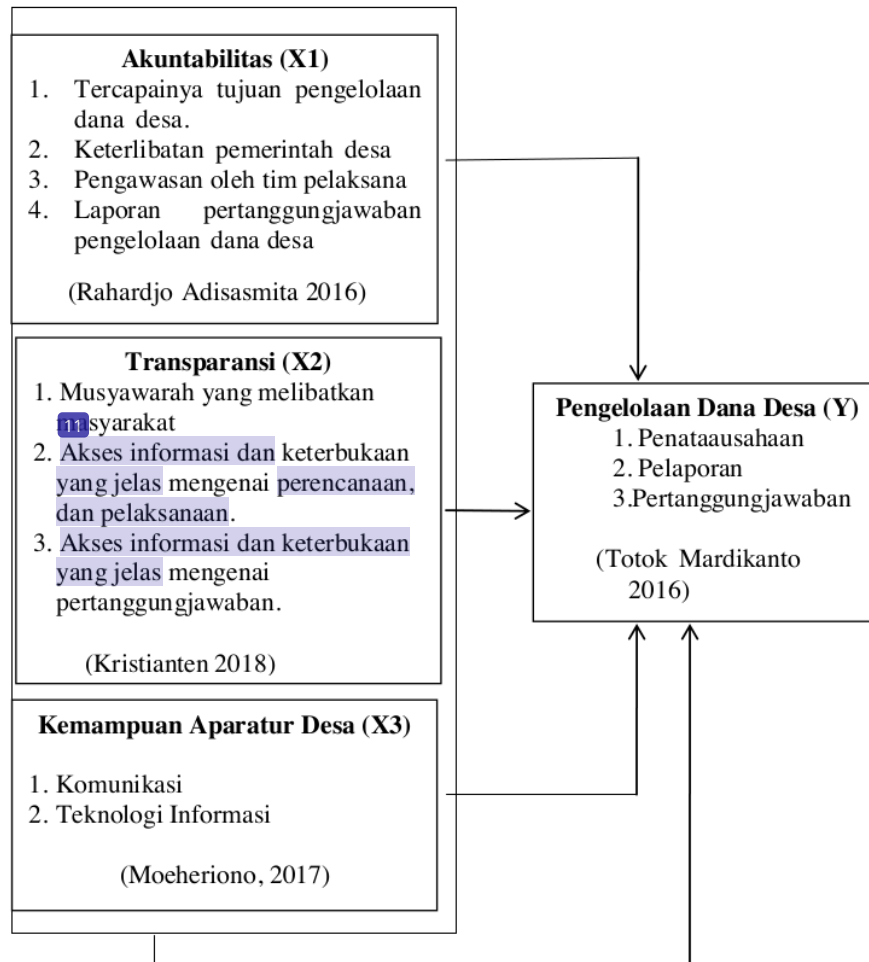 Akuntabilitas (X1)
1. Tercapainya tujuan pengelolaan
dana desa.
2. Keterlibatan pemerintah desa
3. Pengawasan oleh tim pelaksana
4. Laporan pertanggungjawaban
pengelolaan dana desa
(Rahardjo Adisasmita 2016)
Transparansi (X2)
1. Musyawarah yang melibatkan
11 syarakat
2. Akses informasi dan keterbukaan
yang jelas mengenai perencanaan,
dan pelaksanaan.
3. Akses informasi dan keterbukaan
yang jelas mengenai
pertanggungjawaban.
(Kristianten 2018)
Kemampuan Aparatur Desa (X3)
1. Komunikasi
2. Teknologi Informasi
(Moeheriono, 2017)
Pengelolaan Dana Desa (Y)
1. Penataausahaan
2. Pelaporan
3.Pertanggungjawaban
(Totok Mardikanto
2016)